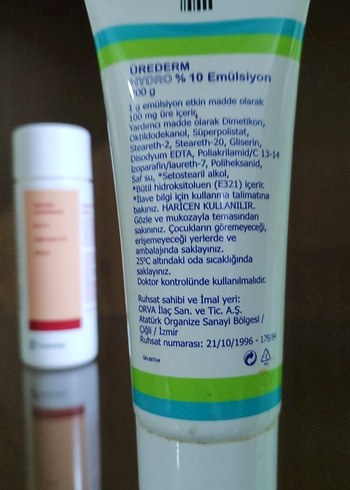 ÜREDERM
HYDRO % 10 Emülsiyon
100 g
1 g emülsiyon etkin madde olarak
100 mg üre içerir,
Yardımcı madde olarak Dimetikon,
Oktildodekanol, Süperpolistat,
Steareth-2, Steareth-20, Gliserin,
Disodyum EDTA, Poliakrilamid/C 13-14
İzoparafin/laureth-7, Poliheksanid,
Saf su, *Setostearil alkol,
*Bütil hidroksitoluen (E321) içerir.
*İlave bilgi için kullanma talimatına
bakınız. HARİCEN KULLANILIR.
Gözle ve mukozayla temasından
sakınınız. Çocukların göremeyeceği,
erişemeyeceği yerlerde ve
ambalajında saklayınız.
25ºC altındaki oda sıcaklığında
saklayınız.
Doktor kontrolünde kullanılmalıdır.
Ruhsat sahibi ve İmal yeri:
ORVA İlaç San. ve Tic. A.Ş.
Atatürk Organize Sanayi Bölgesi /
Çiğli / İzmir
Ruhsat numarası: 21/10/1996 - 179/54